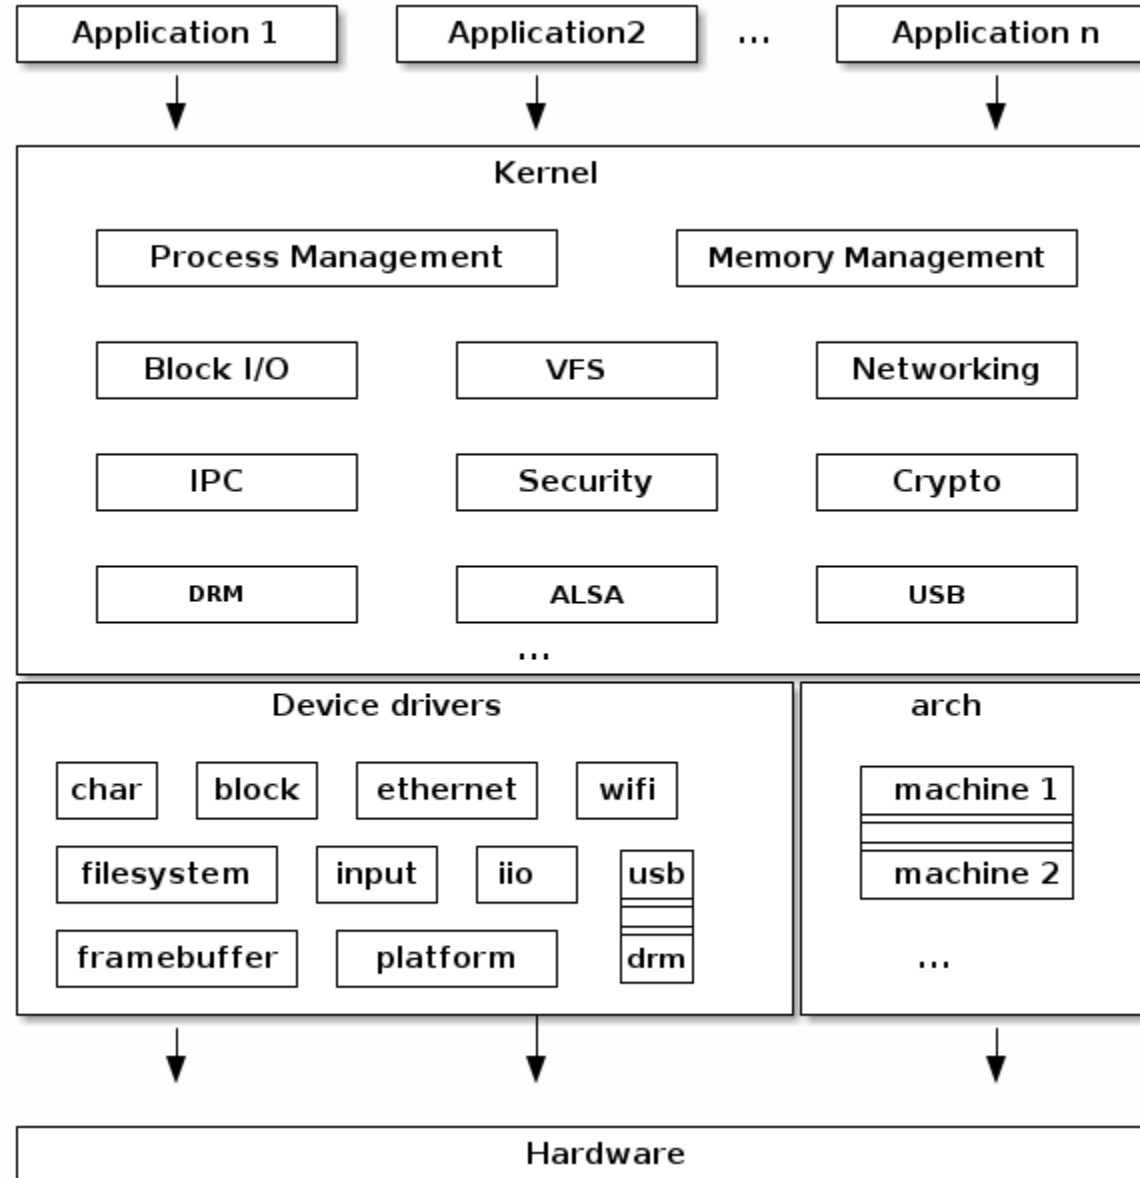 Application 1 Application2 ... Application n
Kernel
Process Management Memory Management
Block I/O VFS Networking
IPC Security Crypto
DRM ALSA USB
...
Device drivers arch
char block ethernet wifi machine 1
filesystem input iio usb machine 2
framebuffer platform drm ...
Hardware